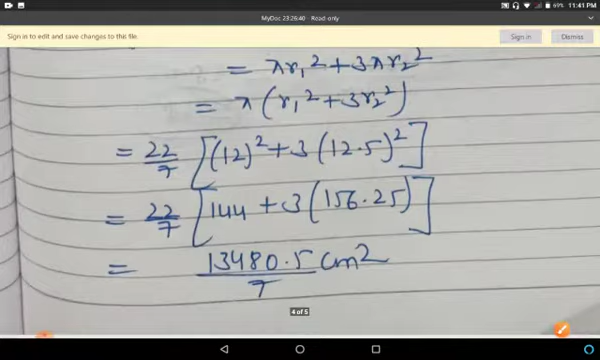 69% 11:41 PM
MyDoc 23:26:40 - Read-only
Sign in to edit and save changes to this file.
Sign in
Dismiss
= πr₁² + 3πr₂²
= π(r₁² + 3r₂²)
= 22/7 [(12)² + 3(12.5)²]
= 22/7 [144 + 3(156.25)]
= 13480.5/7 cm²
4 of 5